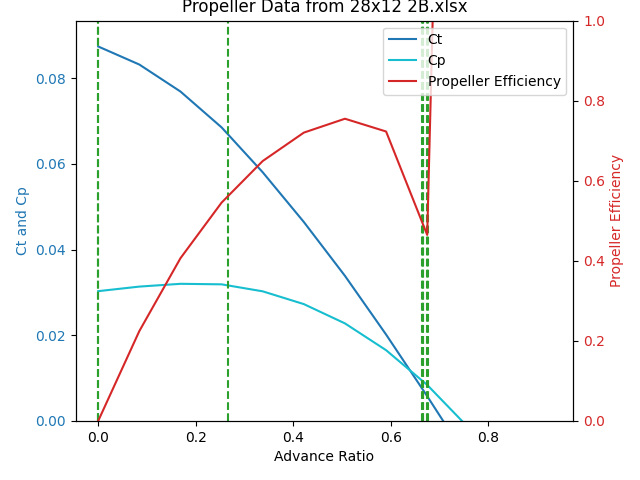 Propeller Data from 28x12 2B.xlsx
Ct
Cp
Propeller Efficiency
Ct and Cp
0.08
0.06
0.04
0.02
0.00
1.0
0.8
0.6
0.4
0.2
0.0
Propeller Efficiency
0.0 0.2 0.4 0.6 0.8
Advance Ratio